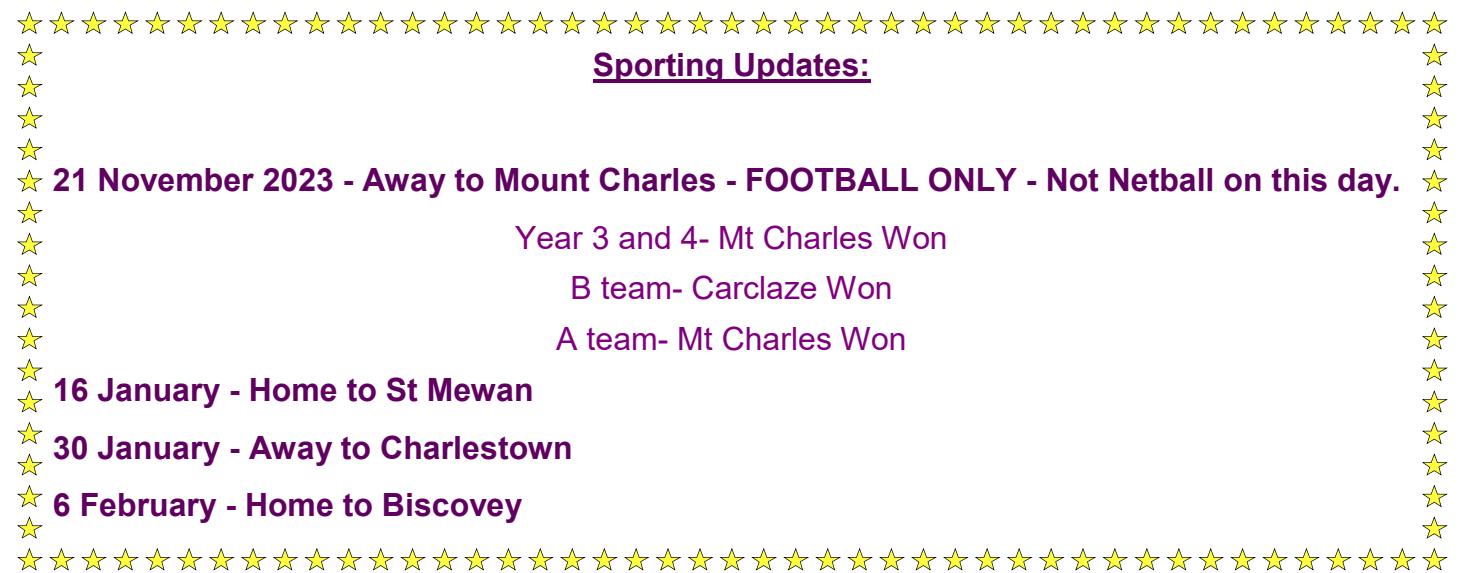 Sporting Updates:
21 November 2023 - Away to Mount Charles - FOOTBALL ONLY - Not Netball on this day.
Year 3 and 4- Mt Charles Won
B team- Carclaze Won
A team- Mt Charles Won
16 January - Home to St Mewan
30 January - Away to Charlestown
6 February - Home to Biscovey